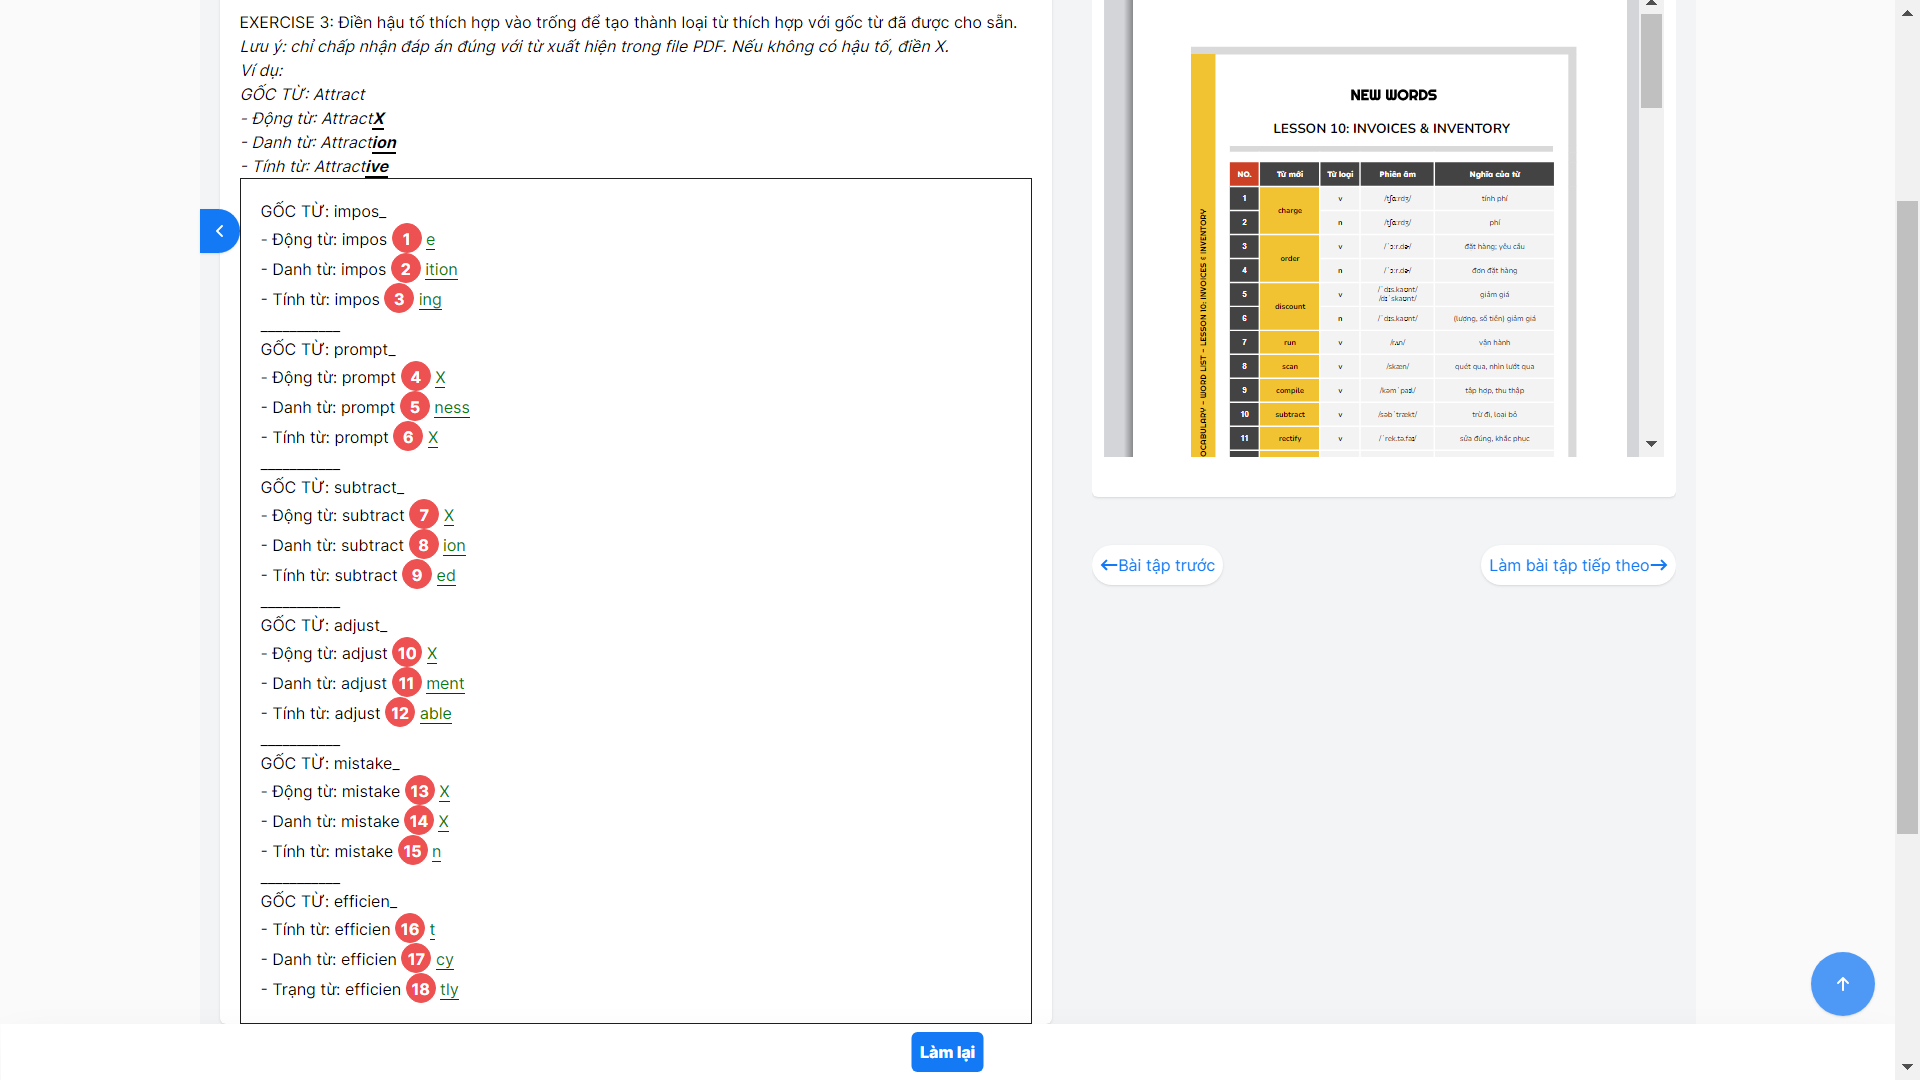 EXERCISE 3: Điền hậu tố thích hợp vào trống để tạo thành loại từ thích hợp với gốc từ đã được cho sẵn.
Lưu ý: chỉ chấp nhận đáp án đúng với từ xuất hiện trong file PDF. Nếu không có hậu tố, điền X.
Ví dụ:
GỐC TỪ: Attract
- Động từ: AttractX
- Danh từ: Attraction
- Tính từ: Attractive
GỐC TỪ: impos_
- Động từ: impos 1 e
- Danh từ: impos 2 ition
- Tính từ: impos 3 ing
___________
GỐC TỪ: prompt_
- Động từ: prompt 4 X
- Danh từ: prompt 5 ness
- Tính từ: prompt 6 X
___________
GỐC TỪ: subtract_
- Động từ: subtract 7 X
- Danh từ: subtract 8 ion
- Tính từ: subtract 9 ed
___________
GỐC TỪ: adjust_
- Động từ: adjust 10 X
- Danh từ: adjust 11 ment
- Tính từ: adjust 12 able
___________
GỐC TỪ: mistake_
- Động từ: mistake 13 X
- Danh từ: mistake 14 X
- Tính từ: mistake 15 n
___________
GỐC TỪ: efficien_
- Tính từ: efficien 16 t
- Danh từ: efficien 17 cy
- Trạng từ: efficien 18 tly
NEW WORDS
LESSON 10: INVOICES & INVENTORY
NO. Từ mới Từ loại Phiên âm Nghĩa của từ
1 charge v /tʃɑːrdʒ/ tính phí
2 n /tʃɑːrdʒ/ phí
3 order v /ˈɔːr.dɚ/ đặt hàng; yêu cầu
4 n /ˈɔːr.dɚ/ đơn đặt hàng
5 discount v /ˈdɪs.kaʊnt/ /dɪˈskaʊnt/ giảm giá
6 n /ˈdɪs.kaʊnt/ (lượng, số tiền) giảm giá
7 run v /rʌn/ vận hành
8 scan v /skæn/ quét qua, nhìn lướt qua
9 compile v /kəmˈpaɪl/ tập hợp, thu thập
10 subtract v /səbˈtrækt/ trừ đi, loại bỏ
11 rectify v /ˈrek.tə.faɪ/ sửa đúng, khắc phục
OCABULARY - WORD LIST - LESSON 10: INVOICES & INVENTORY
←Bài tập trước
Làm bài tập tiếp theo→
Làm lại